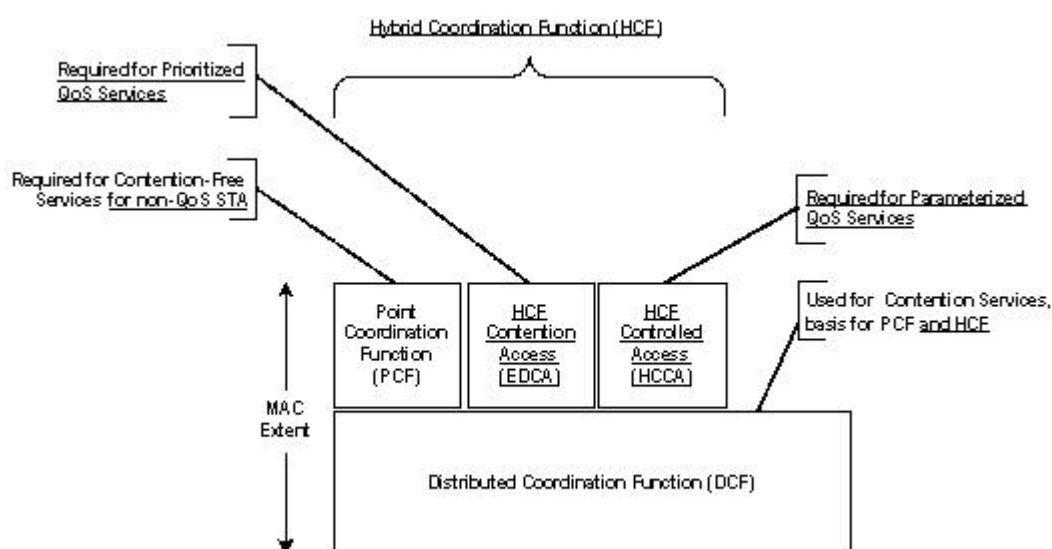 Hybrid Coordination Function (HCF)
Required for Prioritized
QoS Services
Required for Contention-Free
Services for non-QoS STA
Required for Parameterized
QoS Services
Used for Contention Services,
basis for PCF and HCF
Point
Coordination
Function
(PCF)
HCF
Contention
Access
(EDCA)
HCF
Controlled
Access
(HCCA)
MAC
Extent
Distributed Coordination Function (DCF)